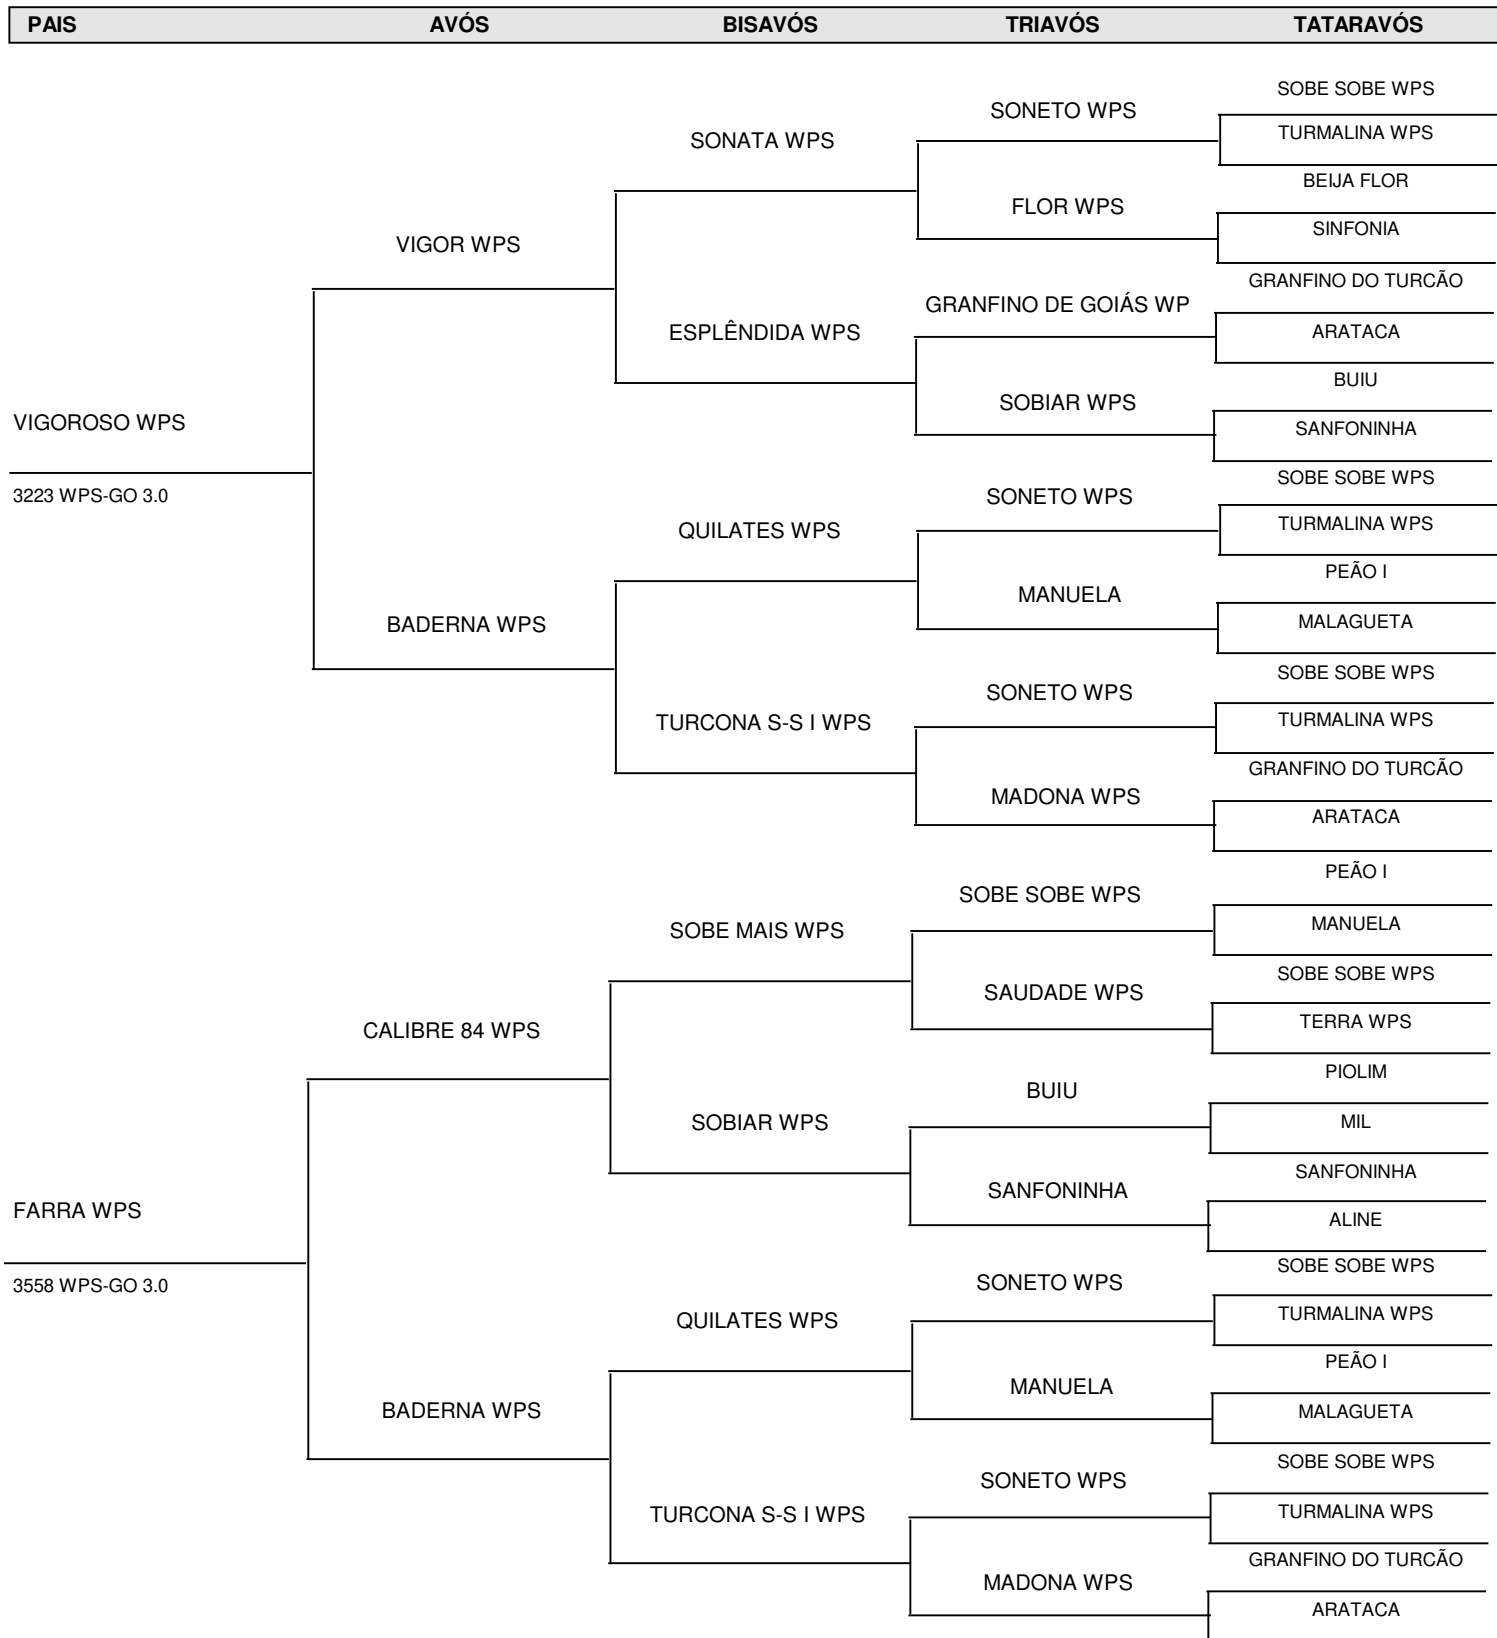 PAIS AVÓS BISAVÓS TRIAVÓS TATARAVÓS
SOBE SOBE WPS
SONETO WPS
TURMALINA WPS
SONATA WPS
BEIJA FLOR
FLOR WPS
SINFONIA
VIGOR WPS
GRANFINO DO TURCÃO
GRANFINO DE GOIÁS WP
ARATACA
ESPLÊNDIDA WPS
BUIU
SOBIAR WPS
SANFONINHA
VIGOROSO WPS
3223 WPS-GO 3.0
SOBE SOBE WPS
SONETO WPS
TURMALINA WPS
QUILATES WPS
PEÃO I
MANUELA
MALAGUETA
BADERNA WPS
SOBE SOBE WPS
SONETO WPS
TURMALINA WPS
TURCONA S-S I WPS
GRANFINO DO TURCÃO
MADONA WPS
ARATACA
PEÃO I
SOBE SOBE WPS
MANUELA
SOBE MAIS WPS
SOBE SOBE WPS
SAUDADE WPS
TERRA WPS
CALIBRE 84 WPS
PIOLIM
BUIU
MIL
SOBIAR WPS
SANFONINHA
SANFONINHA
ALINE
FARRA WPS
3558 WPS-GO 3.0
SOBE SOBE WPS
SONETO WPS
TURMALINA WPS
QUILATES WPS
PEÃO I
MANUELA
MALAGUETA
BADERNA WPS
SOBE SOBE WPS
SONETO WPS
TURMALINA WPS
TURCONA S-S I WPS
GRANFINO DO TURCÃO
MADONA WPS
ARATACA